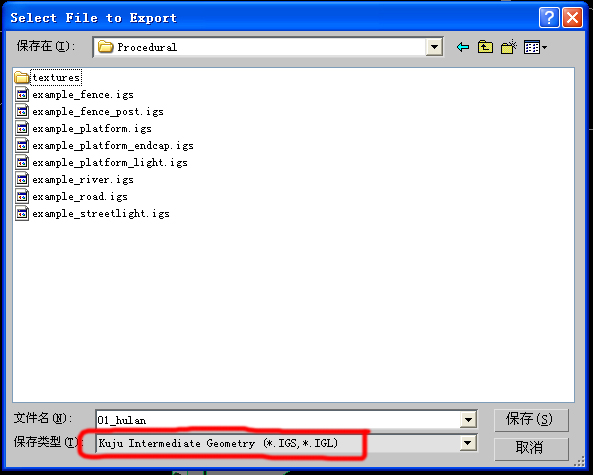 Select File to Export
保存在(I):
Procedural
textures
example_fence.igs
example_fence_post.igs
example_platform.igs
example_platform_endcap.igs
example_platform_light.igs
example_river.igs
example_road.igs
example_streetlight.igs
文件名(N):
01_hulan
保存(S)
保存类型(T):
Kuju Intermediate Geometry (*.IGS,*.IGL)
取消